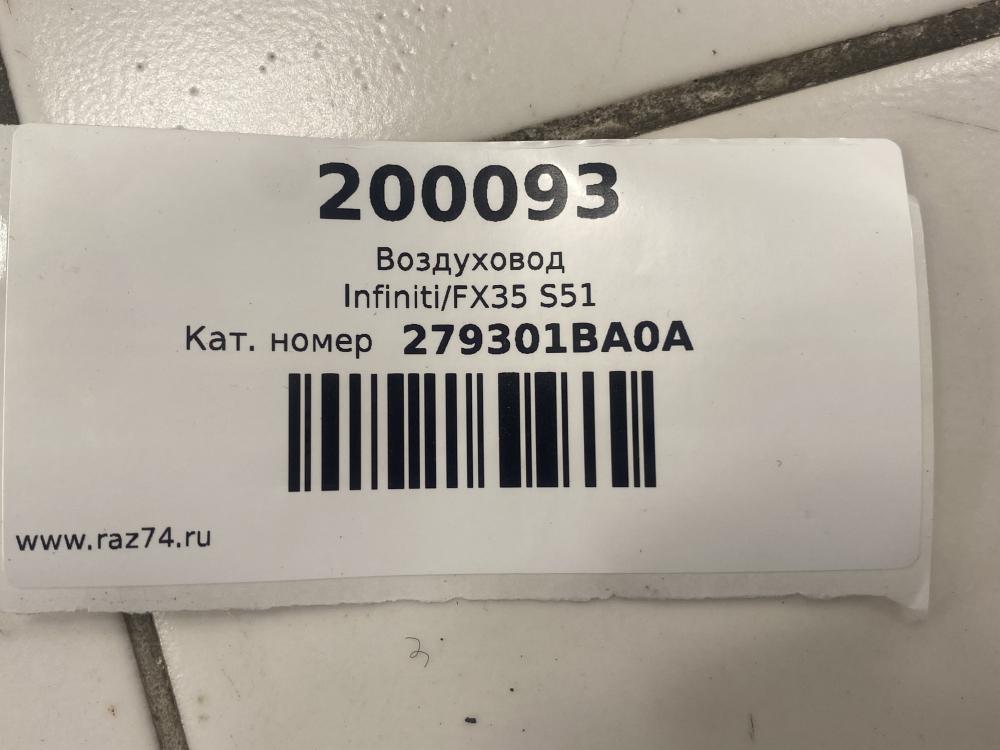 200093
Воздуховод
Infiniti/FX35 S51
Кат. номер 279301BA0A
www.raz74.ru